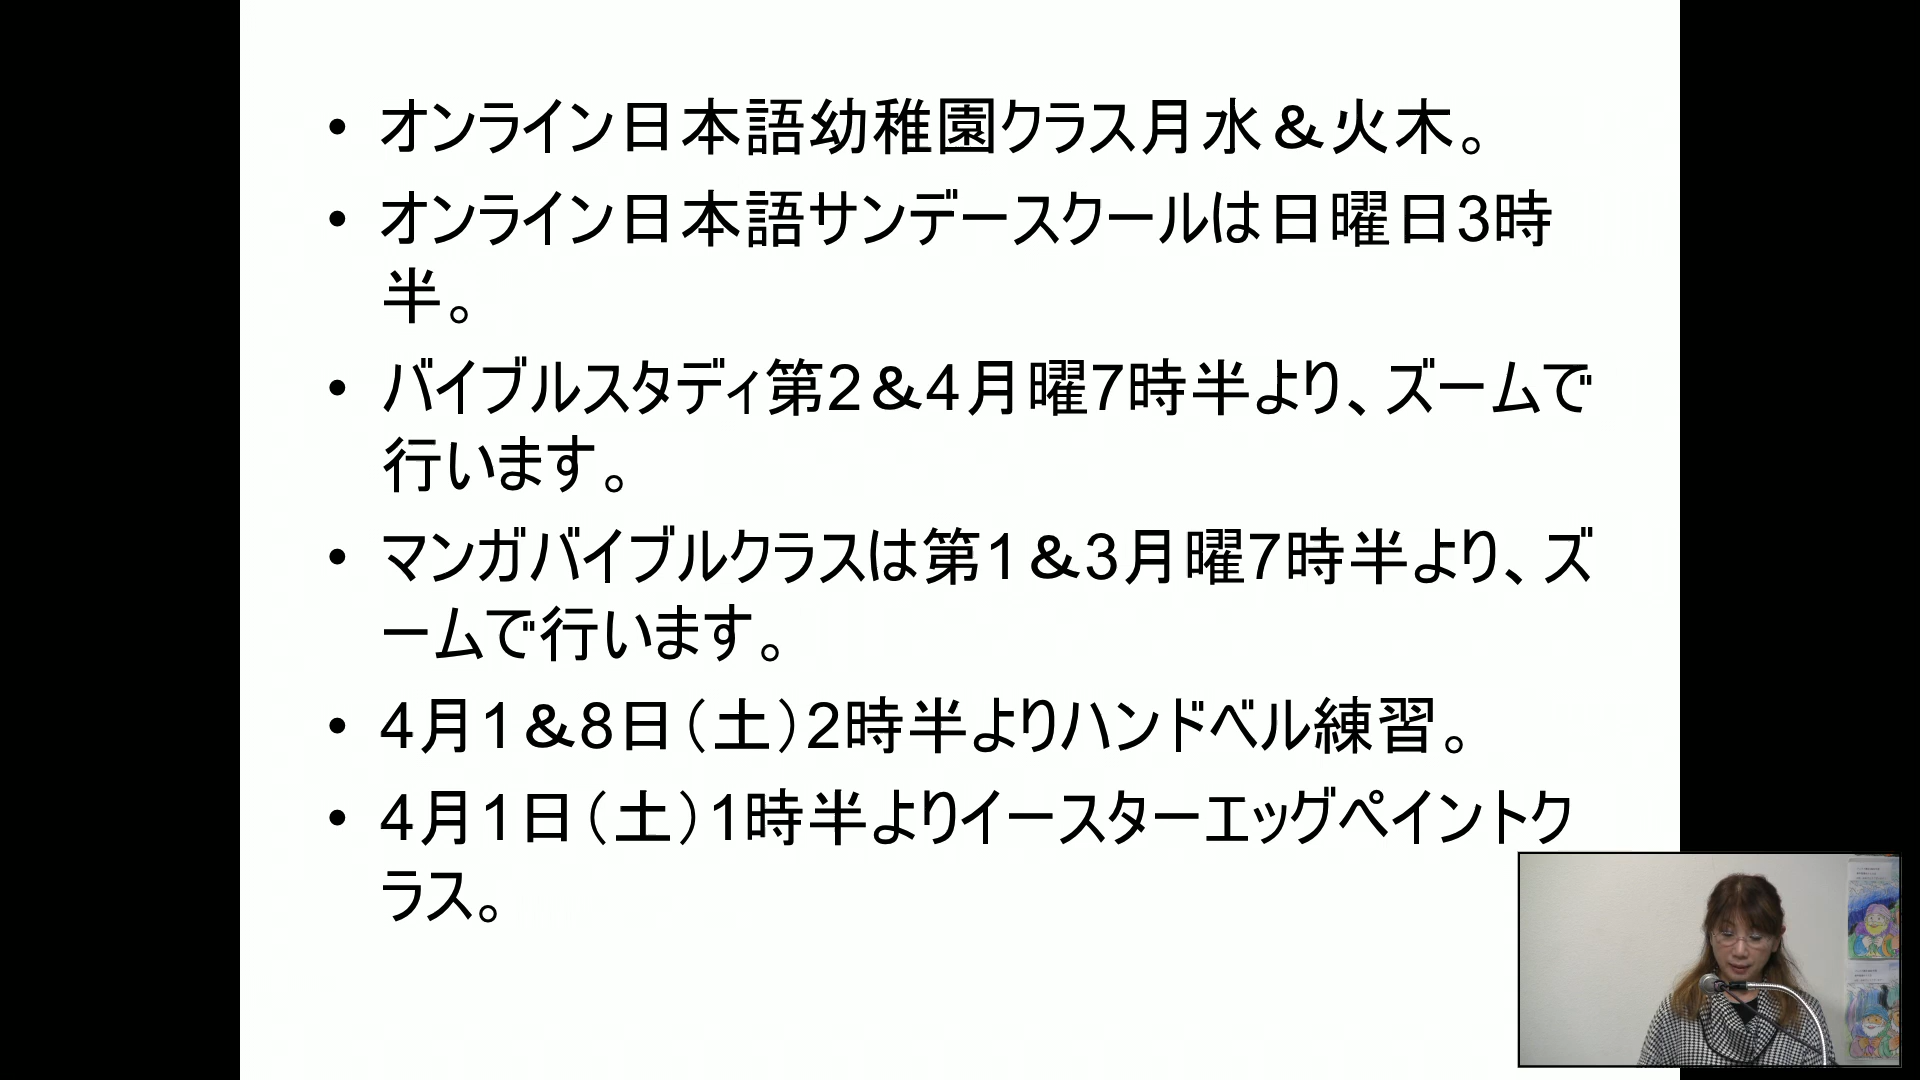 • オンライン日本語幼稚園クラス月水＆火木。
• オンライン日本語サンデースクールは日曜日3時
半。
• バイブルスタディ第2＆4月曜7時半より、ズームで
行います。
• マンガバイブルクラスは第1＆3月曜7時半より、ズ
ームで行います。
• 4月1＆8日（土）2時半よりハンドベル練習。
• 4月1日（土）1時半よりイースターエッグペイントク
ラス。